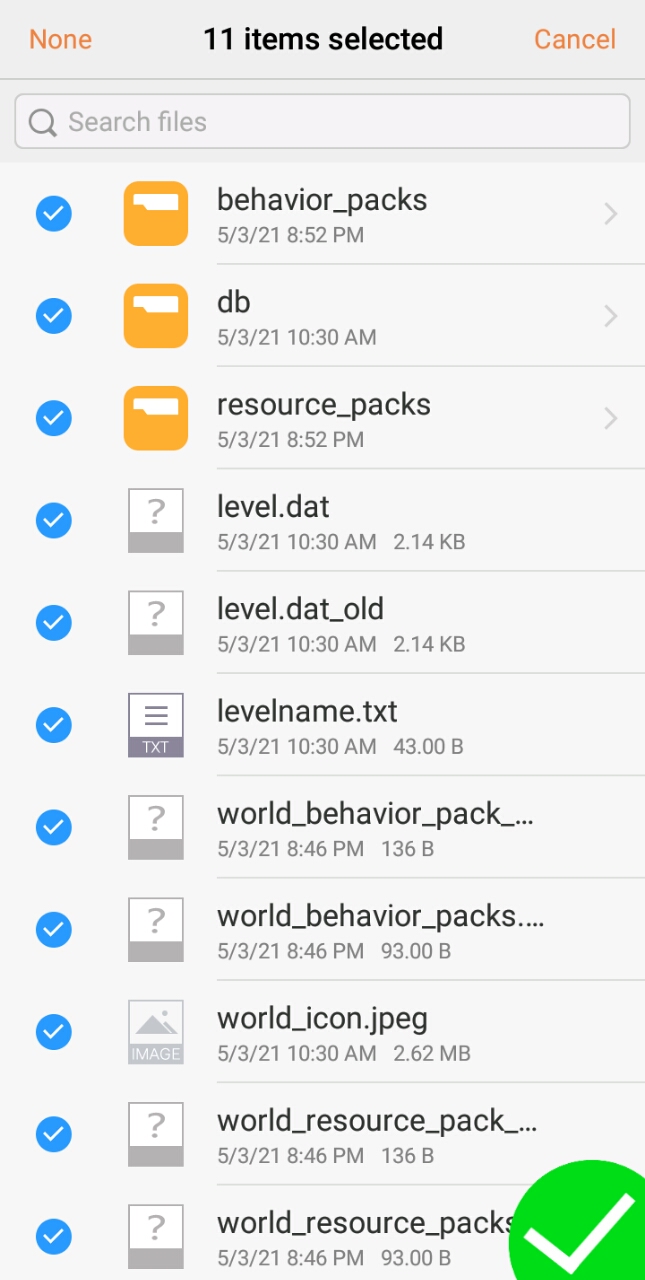 None 11 items selected Cancel
Search files
behavior_packs
5/3/21 8:52 PM
db
5/3/21 10:30 AM
resource_packs
5/3/21 8:52 PM
?
level.dat
5/3/21 10:30 AM 2.14 KB
?
level.dat_old
5/3/21 10:30 AM 2.14 KB
levelname.txt
TXT
5/3/21 10:30 AM 43.00 B
?
world_behavior_pack_...
5/3/21 8:46 PM 136 B
?
world_behavior_packs....
5/3/21 8:46 PM 93.00 B
world_icon.jpeg
IMAGE
5/3/21 10:30 AM 2.62 MB
?
world_resource_pack_...
5/3/21 8:46 PM 136 B
?
world_resource_packs
5/3/21 8:46 PM 93.00 B